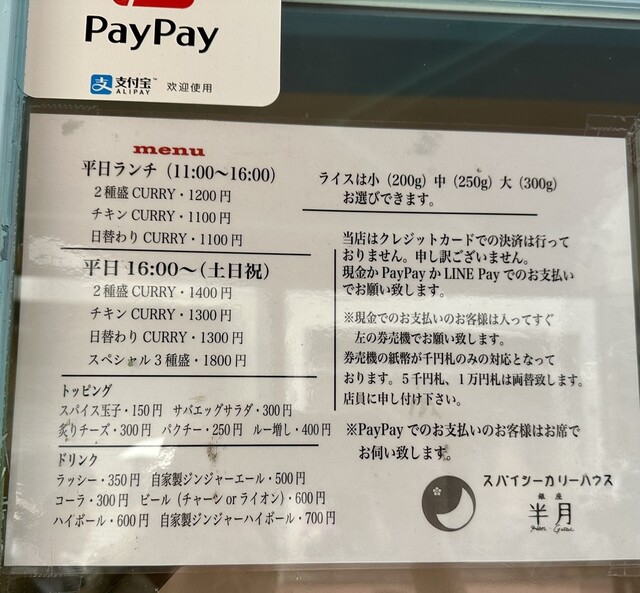 PayPay
支付宝™ 欢迎使用
ALIPAY
menu
平日ランチ（11:00〜16:00）
2種盛 CURRY・1200円
チキン CURRY・1100円
日替わり CURRY・1100円
平日 16:00〜（土日祝）
2種盛 CURRY・1400円
チキン CURRY・1300円
日替わり CURRY・1300円
スペシャル3種盛・1800円
トッピング
スパイス玉子・150円 サバエッグサラダ・300円
炙りチーズ・300円 パクチー・250円 ルー増し・400円
ドリンク
ラッシー・350円 自家製ジンジャーエール・500円
コーラ・300円 ビール（チャーン or ライオン）・600円
ハイボール・600円 自家製ジンジャーハイボール・700円
ライスは小（200g）中（250g）大（300g）
お選びできます。
当店はクレジットカードでの決済は行って
おりません。申し訳ございません。
現金か PayPay か LINE Pay でのお支払い
でお願い致します。
※現金でのお支払いのお客様は入ってすぐ
左の券売機でお願い致します。
券売機の紙幣が千円札のみの対応となって
おります。5千円札、1万円札は両替致します。
店員に申し付け下さい。
※PayPay でのお支払いのお客様はお席で
お伺い致します。
スパイシーカリーハウス
銀座
半月